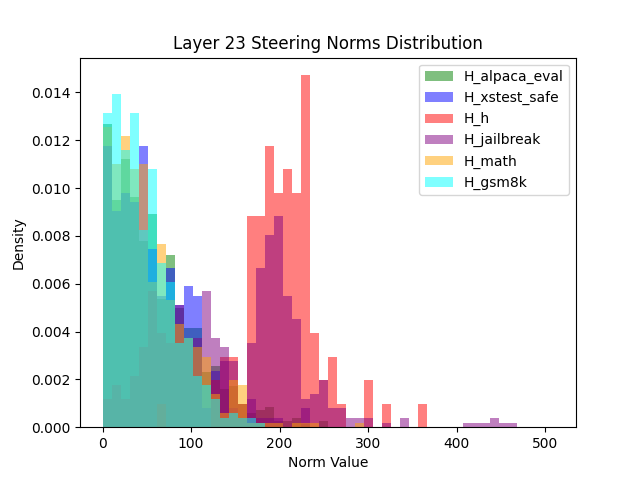 Layer 23 Steering Norms Distribution
H_alpaca_eval
H_xstest_safe
H_h
H_jailbreak
H_math
H_gsm8k
Density
0.014
0.012
0.010
0.008
0.006
0.004
0.002
0.000
0
100
200
300
400
500
Norm Value